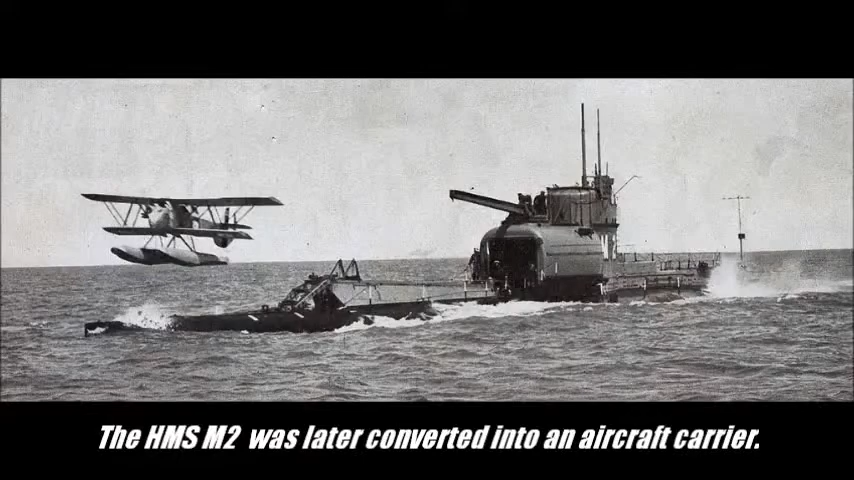 The HMS M2 was later converted into an aircraft carrier.